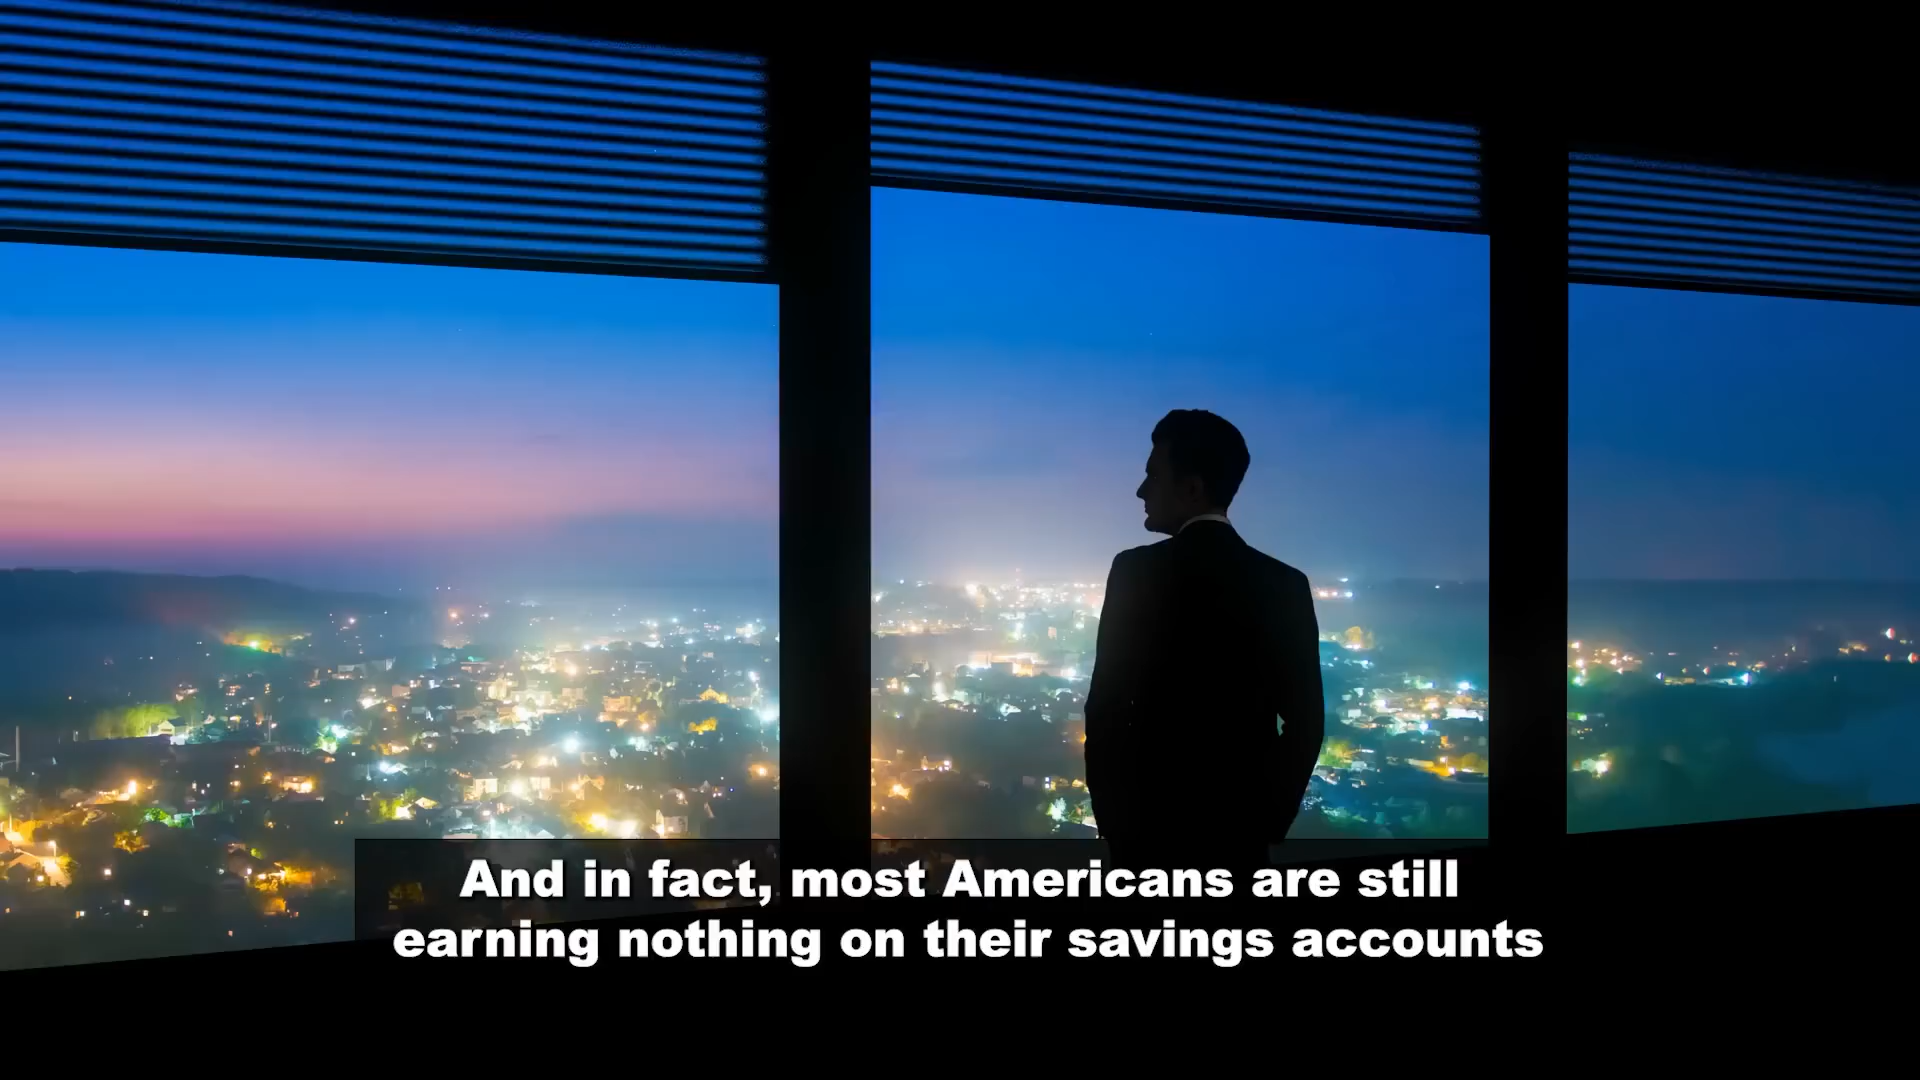 And in fact, most Americans are still
earning nothing on their savings accounts